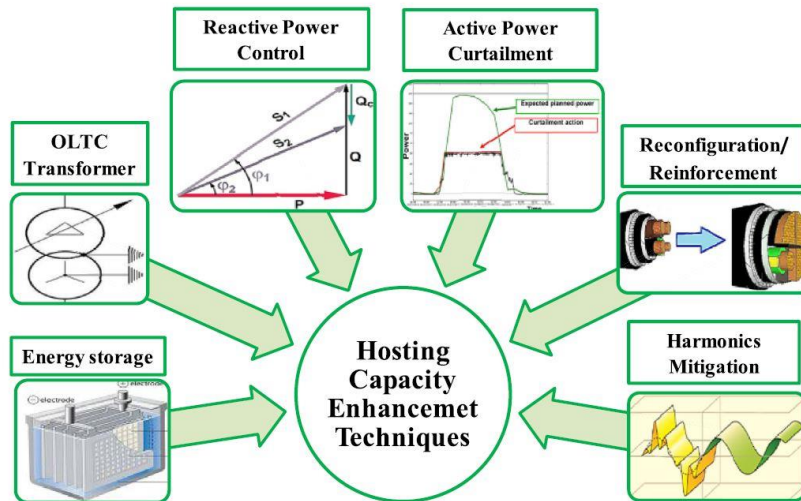 Reactive Power
Control
Active Power
Curtailment
OLTC
Transformer
S1
S2
Qc
Q
φ1
φ2
P
Power
Expected planned power
Curtailment action
Time
Reconfiguration/
Reinforcement
Energy storage
electrode
electrode
Hosting
Capacity
Enhancemet
Techniques
Harmonics
Mitigation